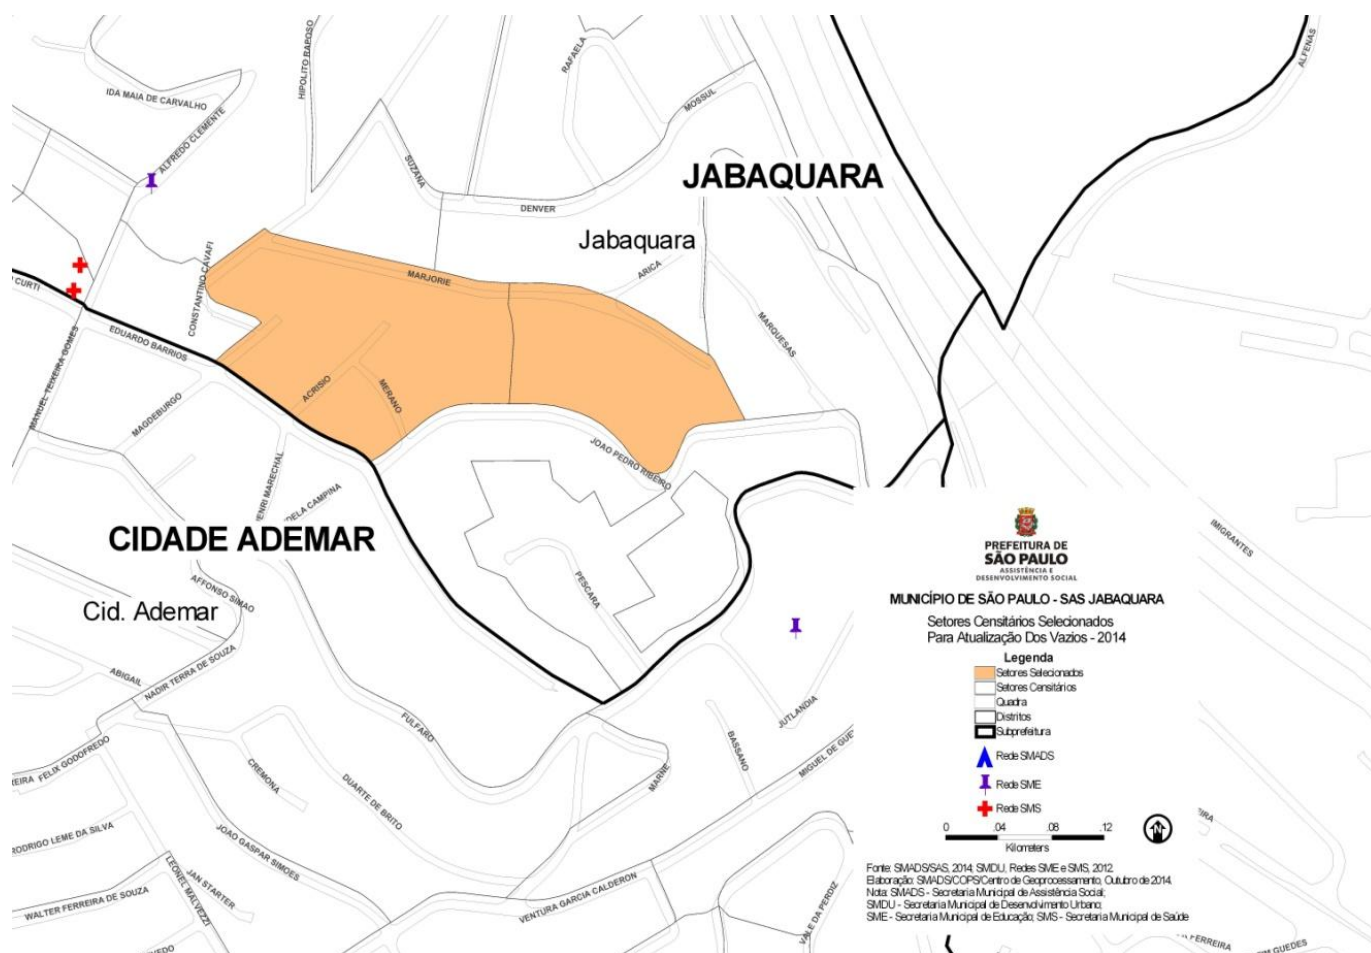 IDA MAIA DE CARVALHO
ALFREDO CLEMENTE
HIPOLITO RAPOSO
RAFAELA
MOSSUL
ALFENAS
SUZANA
DENVER
JABAQUARA
Jabaquara
ARICA
MARJORIE
CONSTANTINO CAVAFI
CURTI
EDUARDO BARRIOS
MANUEL TEIXEIRA GOMES
MAGDEBURGO
ACRISIO
MERANO
MARQUESAS
JOAO PEDRO RIBEIRO
HENRI MARECHAL
DELA CAMPINA
CIDADE ADEMAR
Cid. Ademar
AFFONSO SIMAO
PESCARA
IMIGRANTES
ABIGAIL
NADIR TERRA DE SOUZA
FULFARO
JUTLANDIA
BASSANO
MIGUEL DE GUE
MARNE
EIRA
FELIX GODOFREDO
CREMONA
DUARTE DE BRITO
RODRIGO LEME DA SILVA
JOAO GASPAR SIMOES
JAN STARTER
LEONEL MALVEZZI
WALTER FERREIRA DE SOUZA
VENTURA GARCIA CALDERON
VALE DA PERDIZ
PREFEITURA DE
SÃO PAULO
ASSISTÊNCIA E
DESENVOLVIMENTO SOCIAL
MUNICÍPIO DE SÃO PAULO - SAS JABAQUARA
Setores Censitários Selecionados
Para Atualização Dos Vazios - 2014
Legenda
Setores Selecionados
Setores Censitários
Quadra
Distritos
Subprefeitura
Rede SMADS
Rede SME
Rede SMS
0 .04 .08 .12
Kilometers
N
Fonte: SMADS/SAS, 2014; SMDU, Redes SME e SMS, 2012.
Elaboração: SMADS/COPS/Centro de Geoprocessamento, Outubro de 2014.
Nota: SMADS - Secretaria Municipal de Assistência Social;
SMDU - Secretaria Municipal de Desenvolvimento Urbano;
SME - Secretaria Municipal de Educação; SMS - Secretaria Municipal de Saúde
FERREIRA
GUEDES